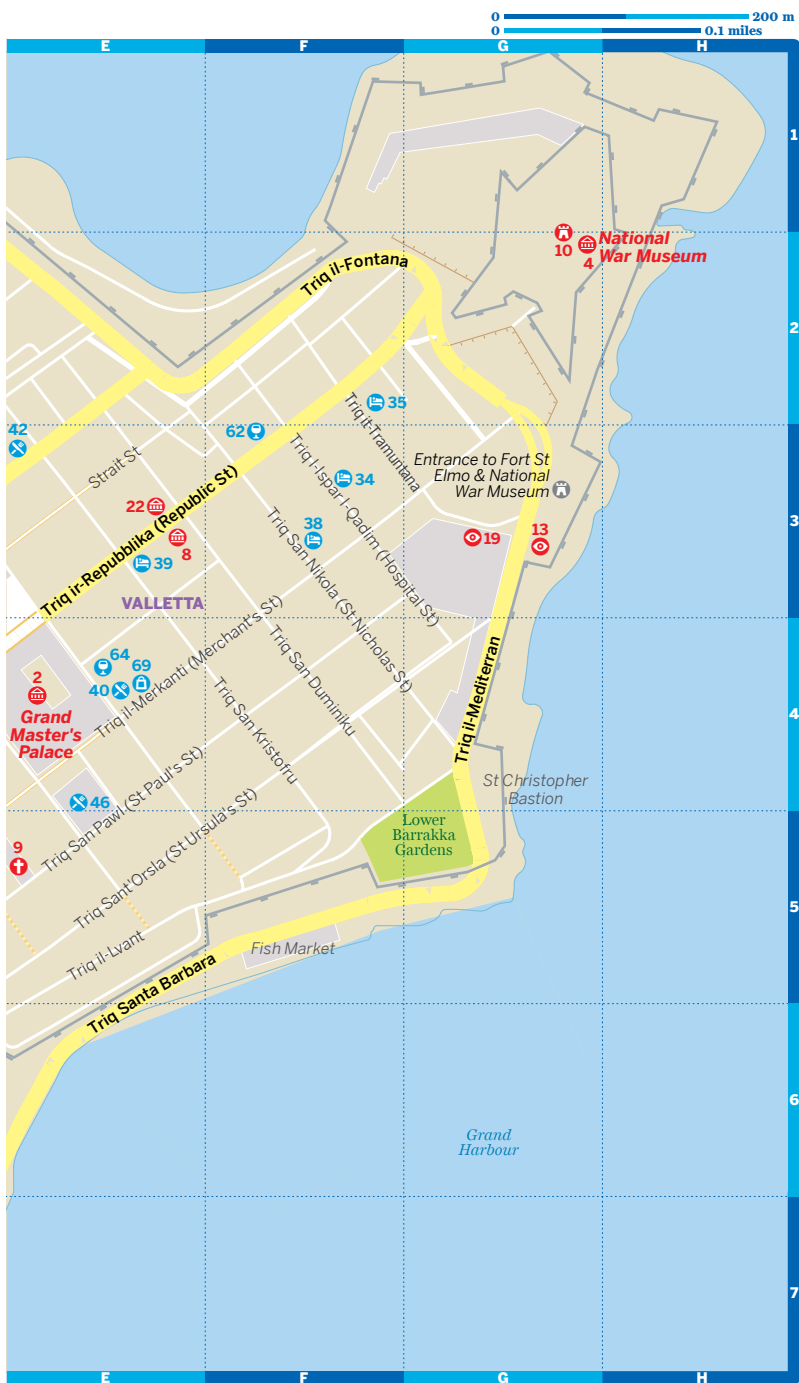 0 200 m
0 0.1 miles
E F G H
1
10
4
National
War Museum
Triq il-Fontana
2
35
42
62
Triq it-Tramuntana
Strait St
Entrance to Fort St
Elmo & National
War Museum
34
Triq l-Ispar l-Qadim (Hospital St)
22
Triq ir-Repubblika (Republic St)
8
38
19
13
3
39
Triq San Nikola (St Nicholas St)
VALLETTA
64
69
40
Triq il-Merkanti (Merchant's St)
Triq San Duminiku
Triq il-Mediterran
2
Grand
Master's
Palace
Triq San Kristofru
4
St Christopher
Bastion
46
Triq San Pawl (St Paul's St)
Lower
Barrakka
Gardens
9
Triq Sant'Orsla (St Ursula's St)
5
Triq il-Lvant
Fish Market
Triq Santa Barbara
6
Grand
Harbour
7
E F G H